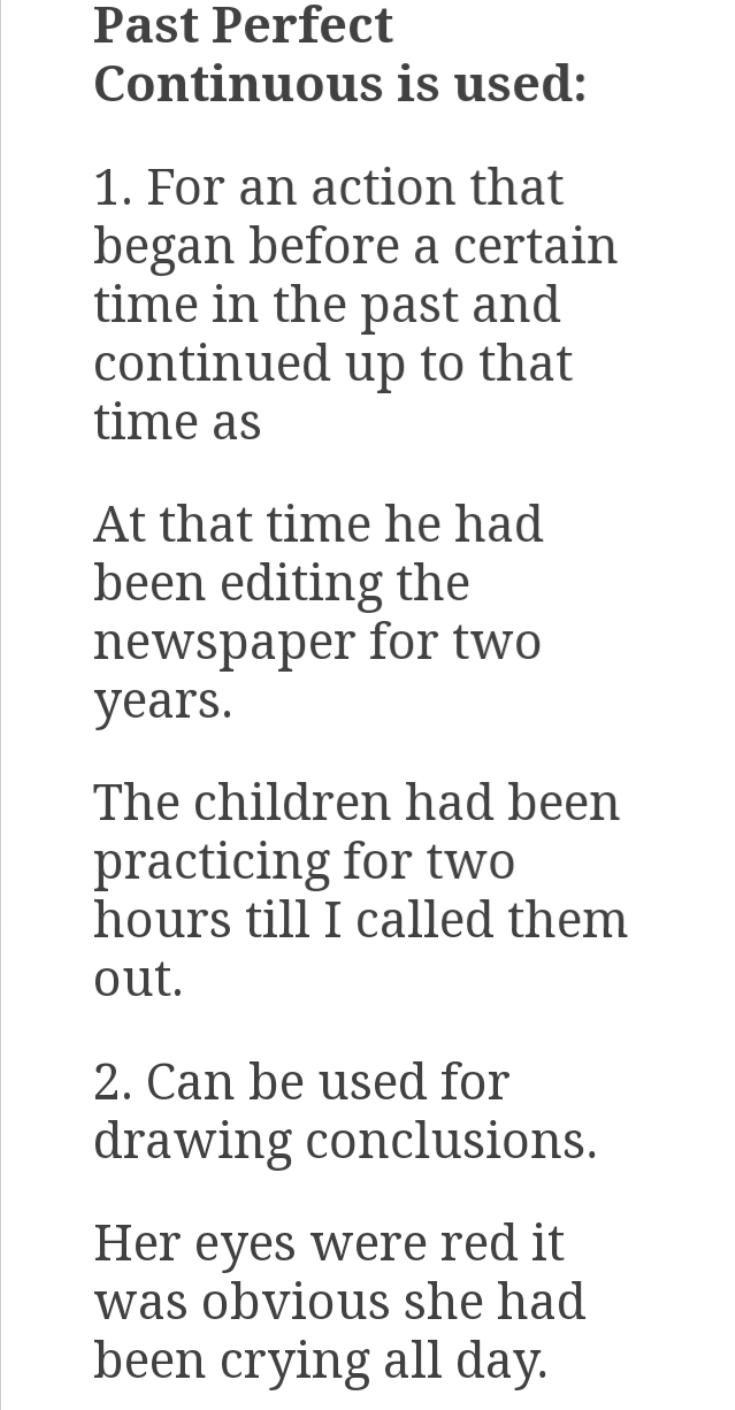 Past Perfect
Continuous is used:
1. For an action that
began before a certain
time in the past and
continued up to that
time as
At that time he had
been editing the
newspaper for two
years.
The children had been
practicing for two
hours till I called them
out.
2. Can be used for
drawing conclusions.
Her eyes were red it
was obvious she had
been crying all day.